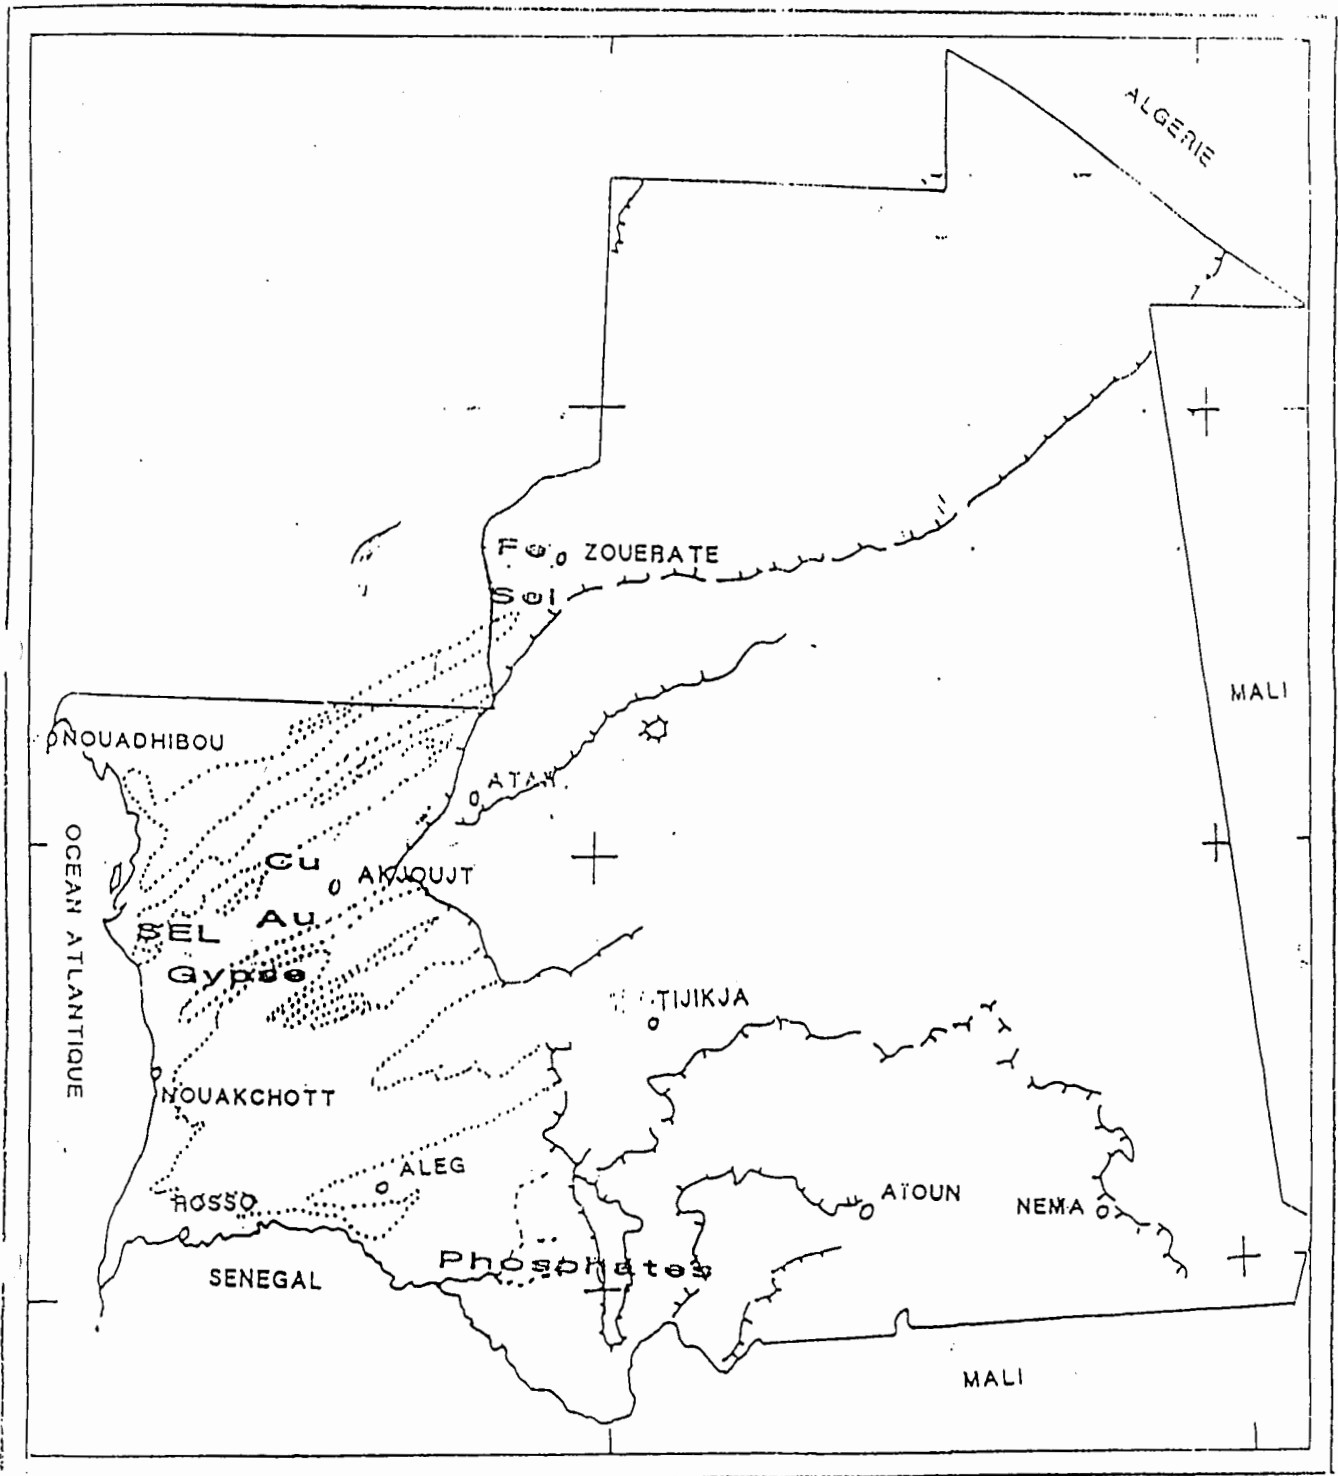 ALGERIE
Fe
ZOUERATE
Sel
MALI
NOUADHIBOU
ATAR
OCEAN ATLANTIQUE
Cu
AKJOUJT
Au
SEL
Gypse
TIJIKJA
NOUAKCHOTT
ALEG
ROSSO
AÏOUN
NEMA
Phosphates
SENEGAL
MALI